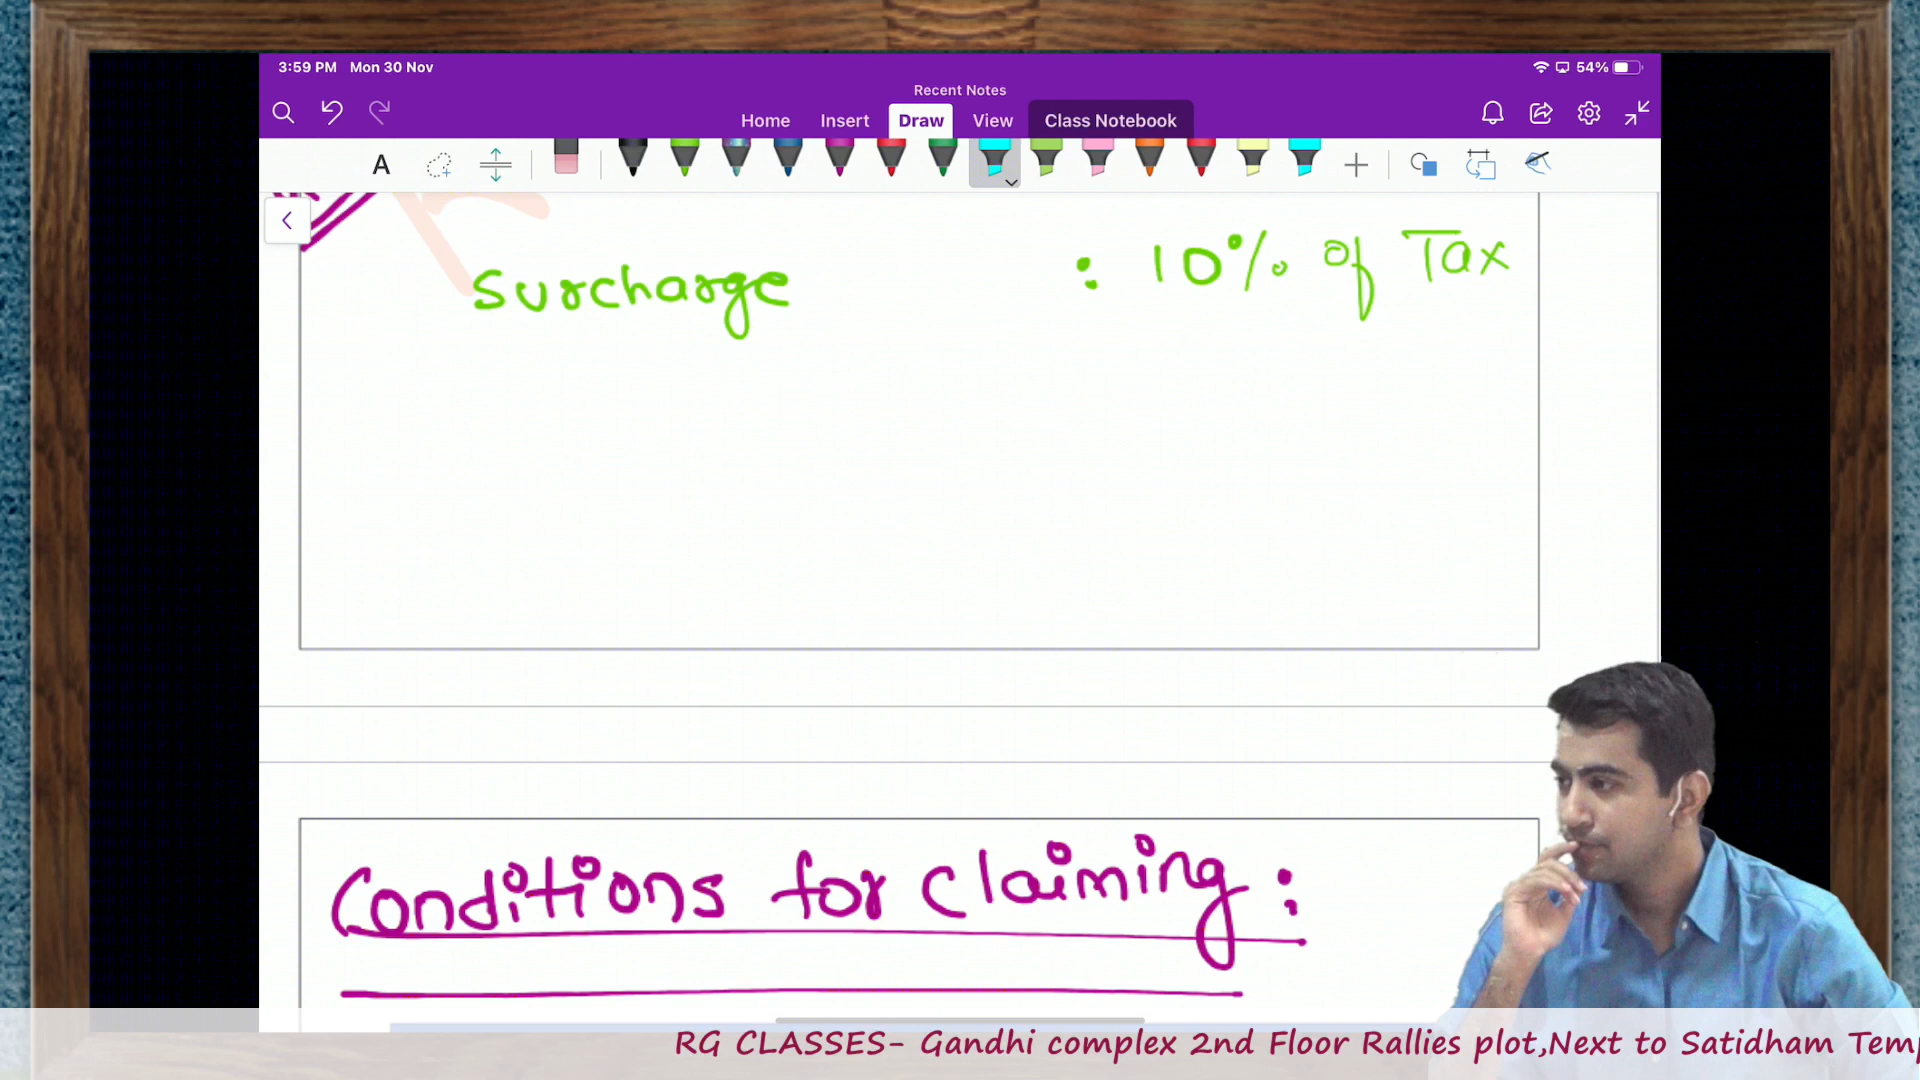 3:59 PM Mon 30 Nov
54%
Recent Notes
Home Insert Draw View Class Notebook
A
Surcharge : 10% of Tax
Conditions for claiming :
RG CLASSES- Gandhi complex 2nd Floor Rallies plot,Next to Satidham